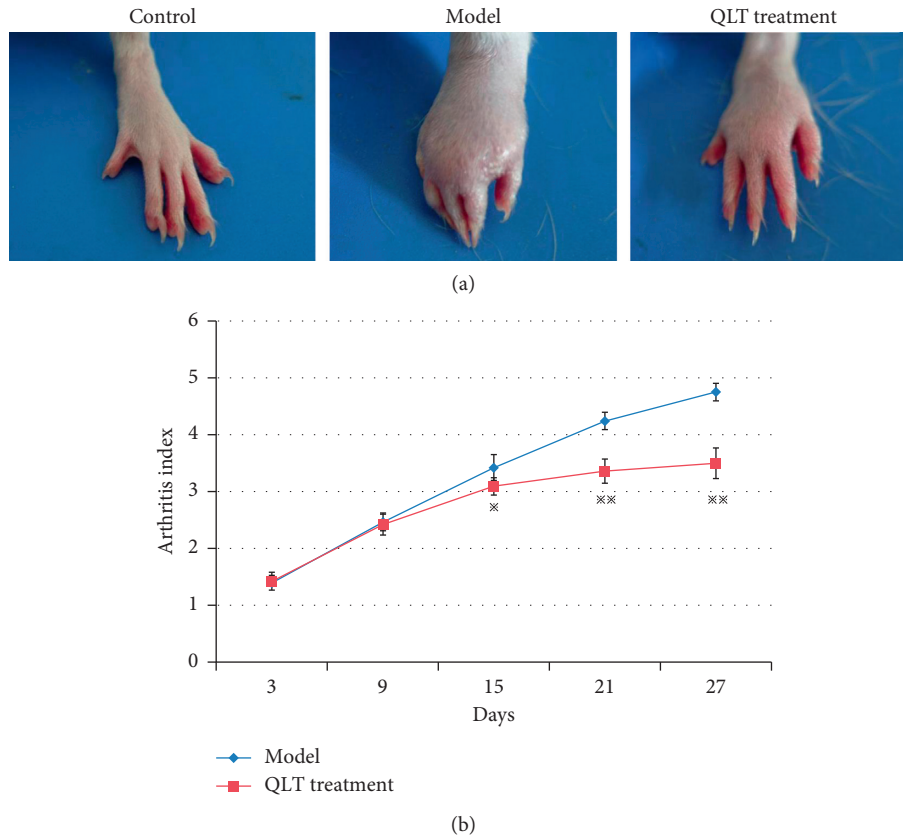 Control Model QLT treatment
(a)
6
5
4
3
2
1
0
Arthritis index
※ ※※ ※※
3 9 15 21 27
Days
Model
QLT treatment
(b)